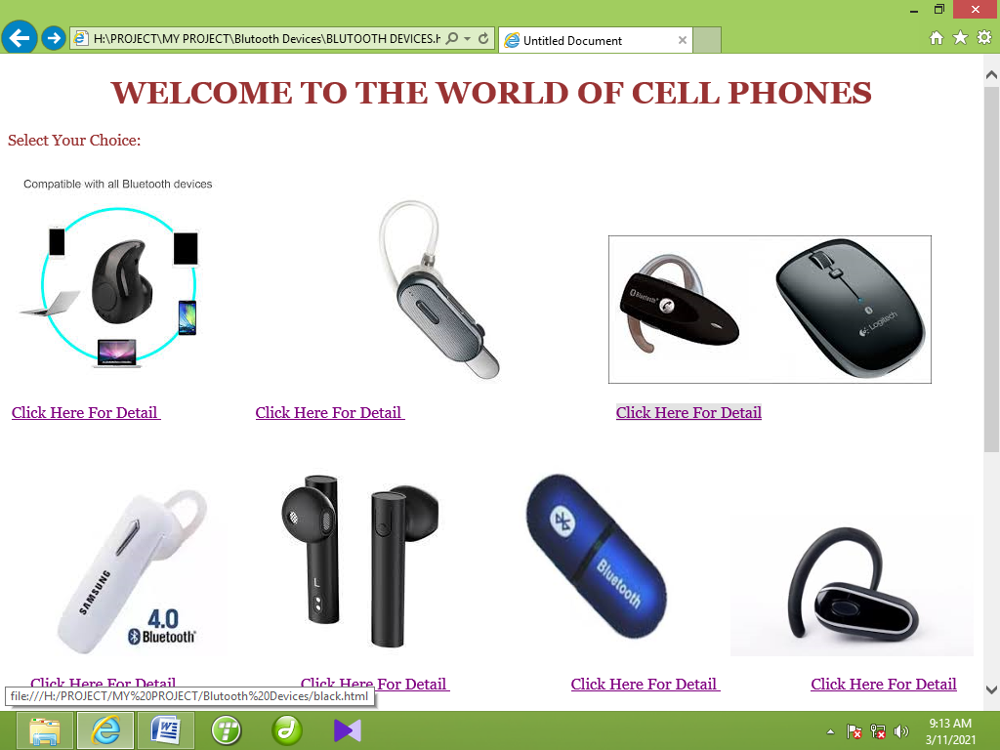 H:\PROJECT\MY PROJECT\Blutooth Devices\BLUTOOTH DEVICES.h
Untitled Document
WELCOME TO THE WORLD OF CELL PHONES
Select Your Choice:
Compatible with all Bluetooth devices
Bluetooth
Logitech
Click Here For Detail
Click Here For Detail
Click Here For Detail
SAMSUNG
4.0
Bluetooth
L
Bluetooth
Click Here For Detail
Click Here For Detail
Click Here For Detail
Click Here For Detail
file:///H:/PROJECT/MY%20PROJECT/Blutooth%20Devices/black.html
9:13 AM
3/11/2021